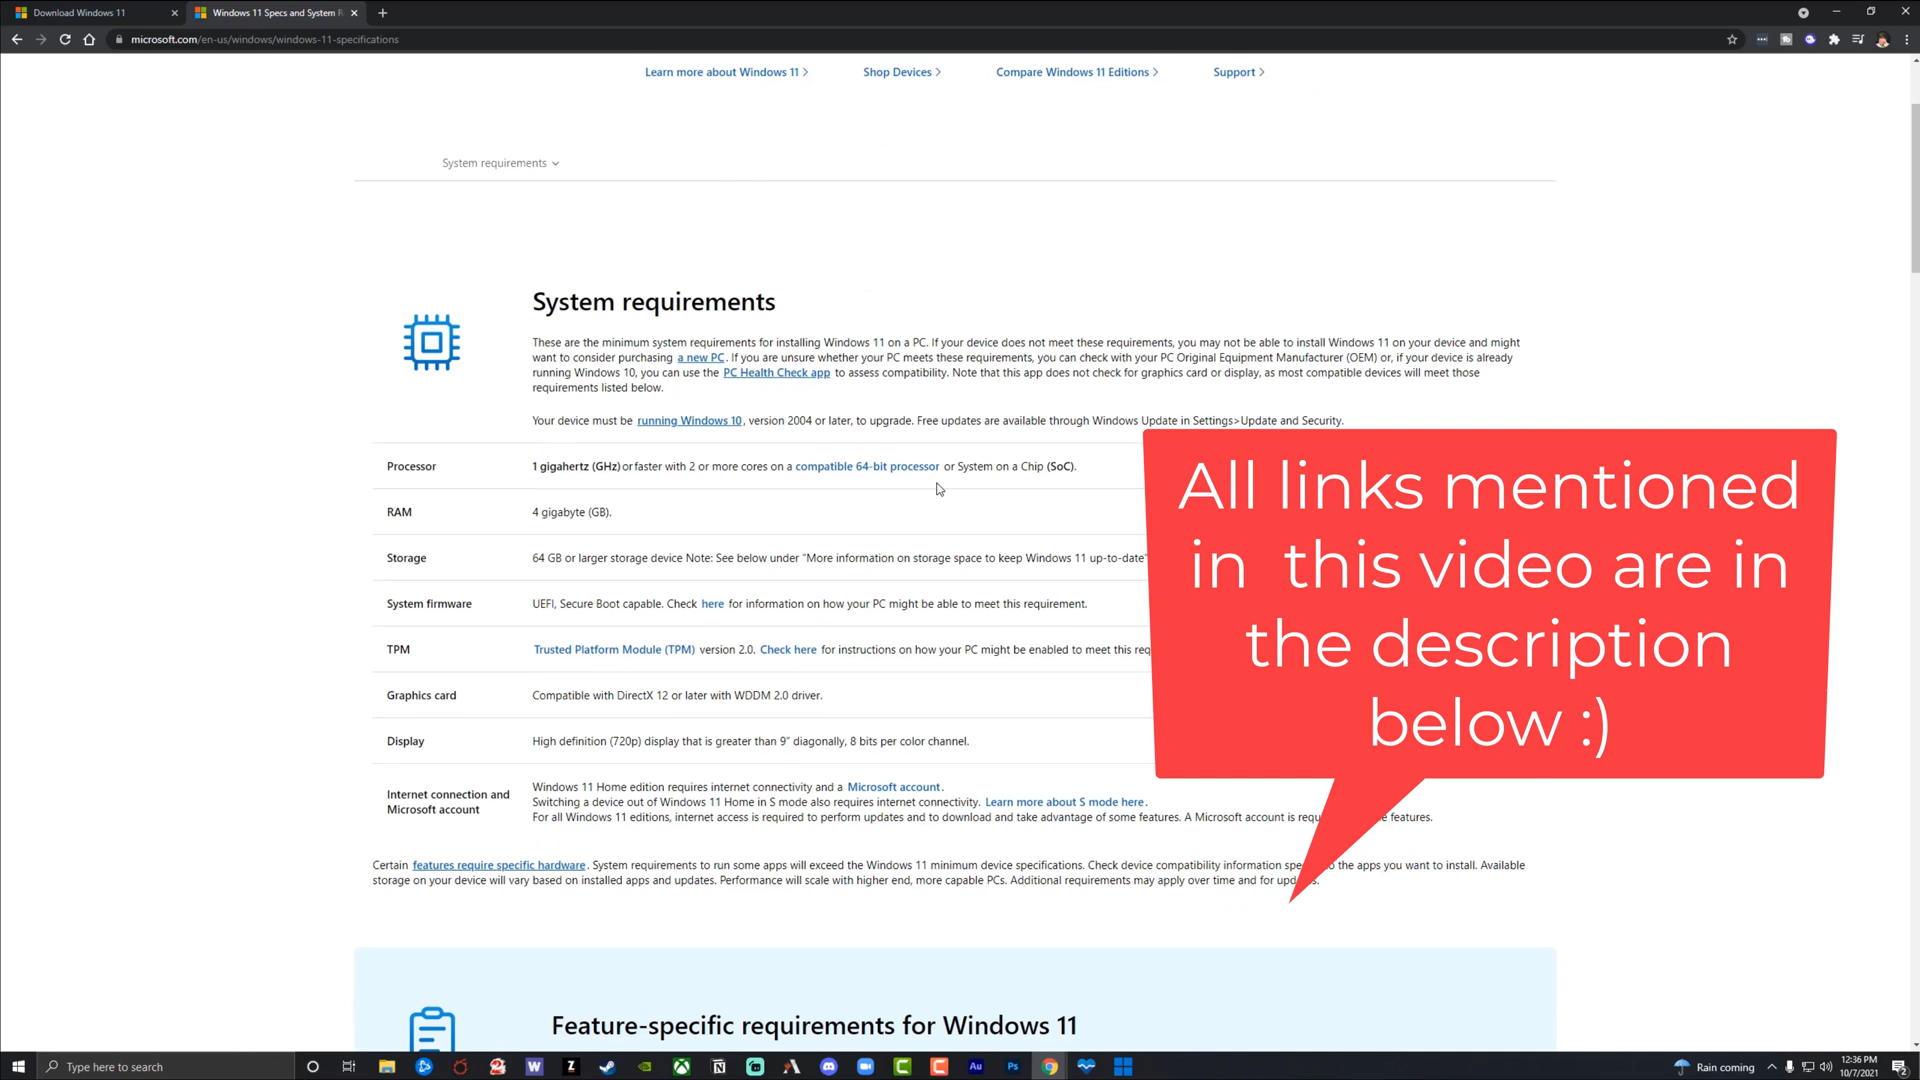 Download Windows 11
Windows 11 Specs and System R
microsoft.com/en-us/windows/windows-11-specifications
Learn more about Windows 11
Shop Devices
Compare Windows 11 Editions
Support
System requirements
System requirements
These are the minimum system requirements for installing Windows 11 on a PC. If your device does not meet these requirements, you may not be able to install Windows 11 on your device and might
want to consider purchasing a new PC. If you are unsure whether your PC meets these requirements, you can check with your PC Original Equipment Manufacturer (OEM) or, if your device is already
running Windows 10, you can use the PC Health Check app to assess compatibility. Note that this app does not check for graphics card or display, as most compatible devices will meet those
requirements listed below.
Your device must be running Windows 10, version 2004 or later, to upgrade. Free updates are available through Windows Update in Settings>Update and Security.
Processor
1 gigahertz (GHz) or faster with 2 or more cores on a compatible 64-bit processor or System on a Chip (SoC).
RAM
4 gigabyte (GB).
Storage
64 GB or larger storage device Note: See below under “More information on storage space to keep Windows 11 up-to-date”
System firmware
UEFI, Secure Boot capable. Check here for information on how your PC might be able to meet this requirement.
TPM
Trusted Platform Module (TPM) version 2.0. Check here for instructions on how your PC might be enabled to meet this req
Graphics card
Compatible with DirectX 12 or later with WDDM 2.0 driver.
Display
High definition (720p) display that is greater than 9” diagonally, 8 bits per color channel.
Internet connection and
Microsoft account
Windows 11 Home edition requires internet connectivity and a Microsoft account.
Switching a device out of Windows 11 Home in S mode also requires internet connectivity. Learn more about S mode here.
For all Windows 11 editions, internet access is required to perform updates and to download and take advantage of some features. A Microsoft account is requ e features.
Certain features require specific hardware. System requirements to run some apps will exceed the Windows 11 minimum device specifications. Check device compatibility information spe o the apps you want to install. Available
storage on your device will vary based on installed apps and updates. Performance will scale with higher end, more capable PCs. Additional requirements may apply over time and for updates.
All links mentioned
in this video are in
the description
below :)
Feature-specific requirements for Windows 11
Type here to search
Rain coming
12:36 PM
10/7/2021